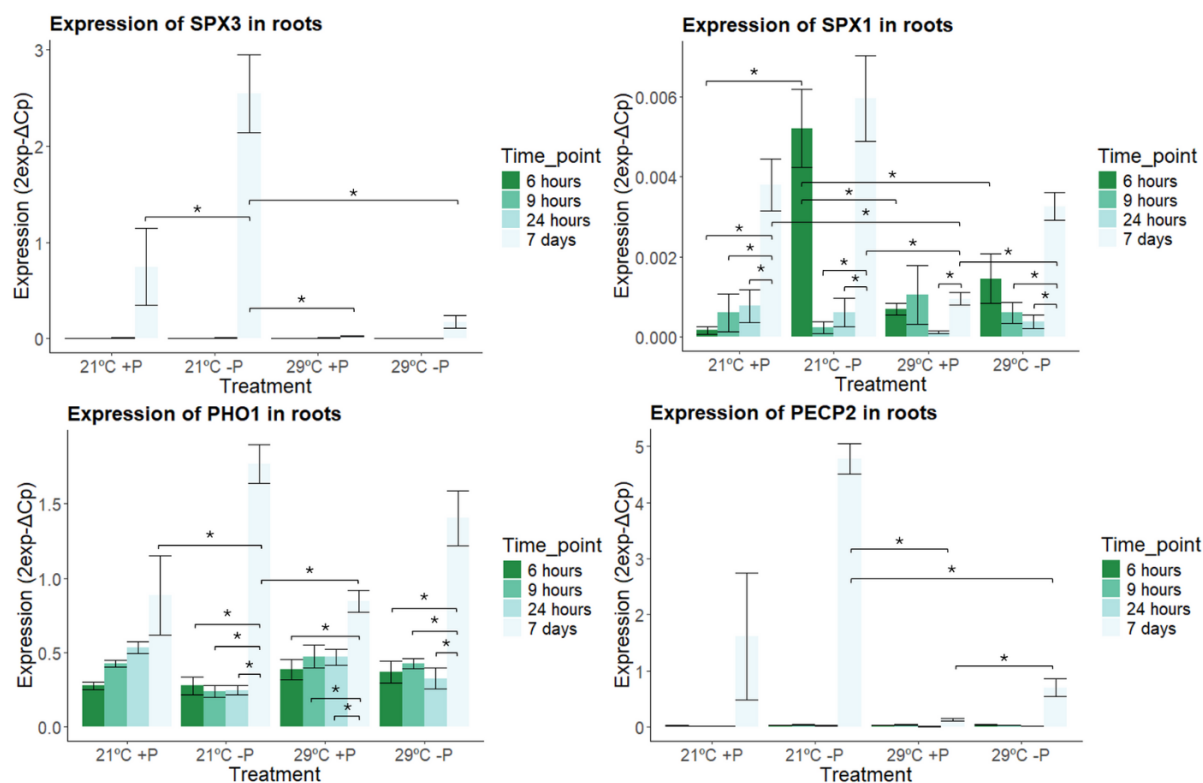 Expression of SPX3 in roots
Expression (2exp-ΔCp)
3
2
1
0
21ºC +P
21ºC -P
29ºC +P
29ºC -P
Treatment
*
*
*
Time_point
6 hours
9 hours
24 hours
7 days
Expression of SPX1 in roots
Expression (2exp-ΔCp)
0.006
0.004
0.002
0.000
21ºC +P
21ºC -P
29ºC +P
29ºC -P
Treatment
*
*
*
*
*
*
*
*
*
*
*
*
*
*
Time_point
6 hours
9 hours
24 hours
7 days
Expression of PHO1 in roots
Expression (2exp-ΔCp)
1.5
1.0
0.5
0.0
21ºC +P
21ºC -P
29ºC +P
29ºC -P
Treatment
*
*
*
*
*
*
*
*
*
*
*
Time_point
6 hours
9 hours
24 hours
7 days
Expression of PECP2 in roots
Expression (2exp-ΔCp)
5
4
3
2
1
0
21ºC +P
21ºC -P
29ºC +P
29ºC -P
Treatment
*
*
*
Time_point
6 hours
9 hours
24 hours
7 days